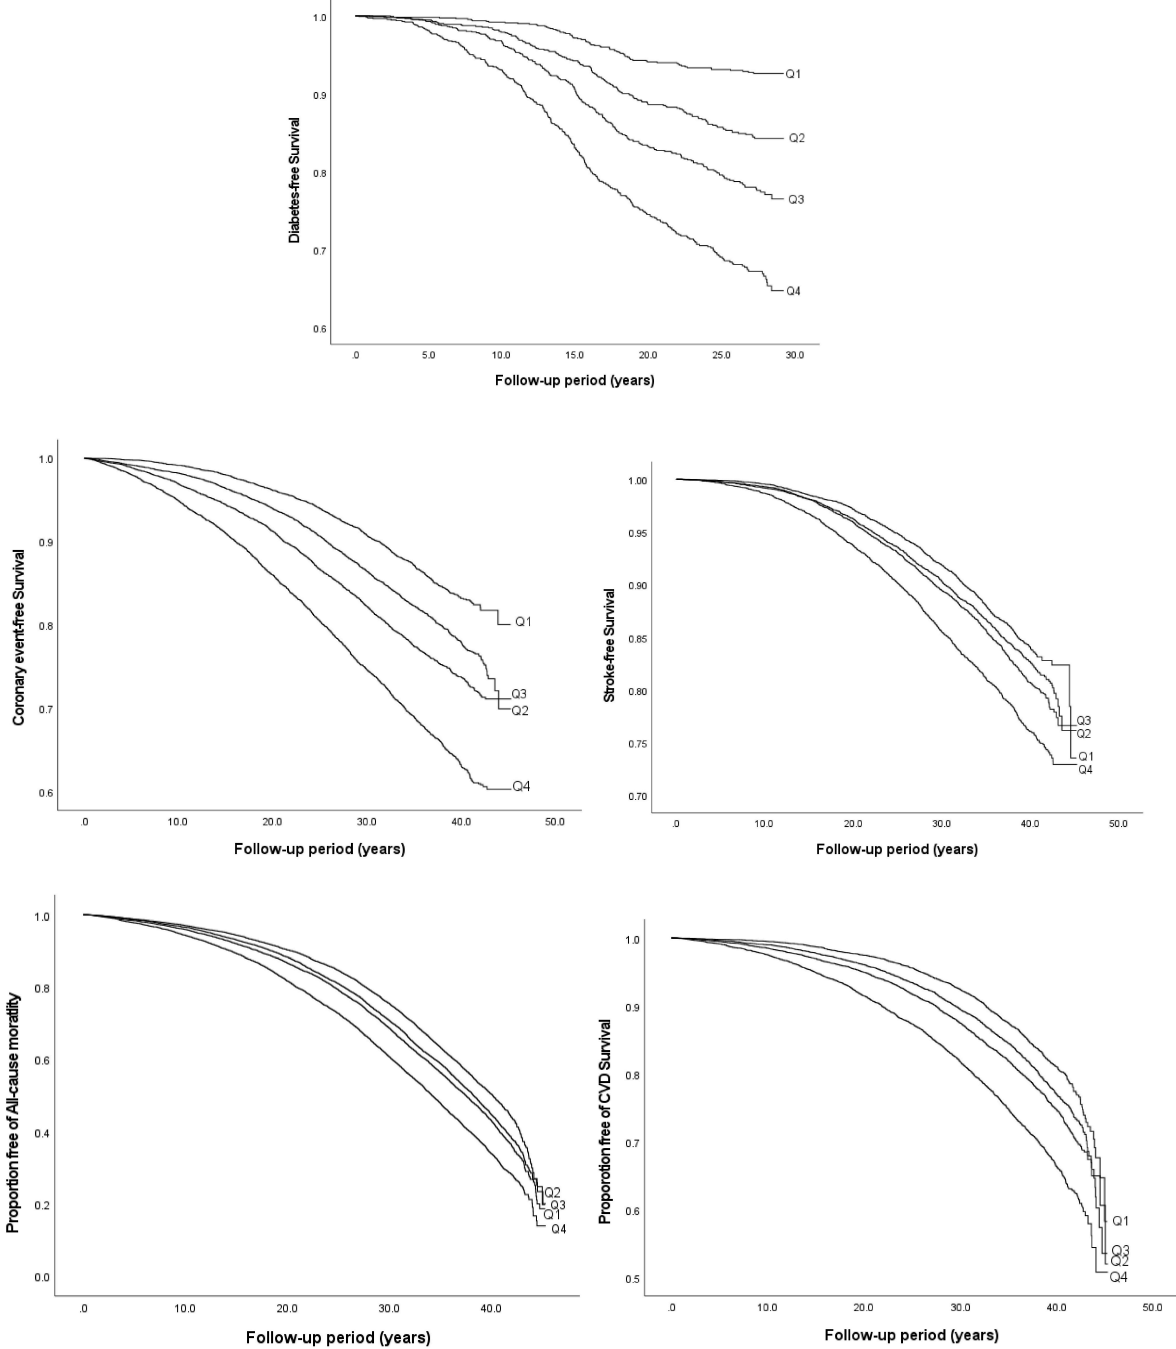 1.0
0.9
0.8
0.7
0.6
Diabetes-free Survival
Q1
Q2
Q3
Q4
.0 5.0 10.0 15.0 20.0 25.0 30.0
Follow-up period (years)
1.0
0.9
0.8
0.7
0.6
Coronary event-free Survival
Q1
Q3
Q2
Q4
.0 10.0 20.0 30.0 40.0 50.0
Follow-up period (years)
1.00
0.95
0.90
0.85
0.80
0.75
0.70
Stroke-free Survival
Q3
Q2
Q1
Q4
.0 10.0 20.0 30.0 40.0 50.0
Follow-up period (years)
1.0
0.8
0.6
0.4
0.2
0.0
Proportion free of All-cause moratlity
Q2
Q3
Q1
Q4
.0 10.0 20.0 30.0 40.0
Follow-up period (years)
1.0
0.9
0.8
0.7
0.6
0.5
Proporotion free of CVD Survival
Q1
Q3
Q2
Q4
.0 10.0 20.0 30.0 40.0 50.0
Follow-up period (years)